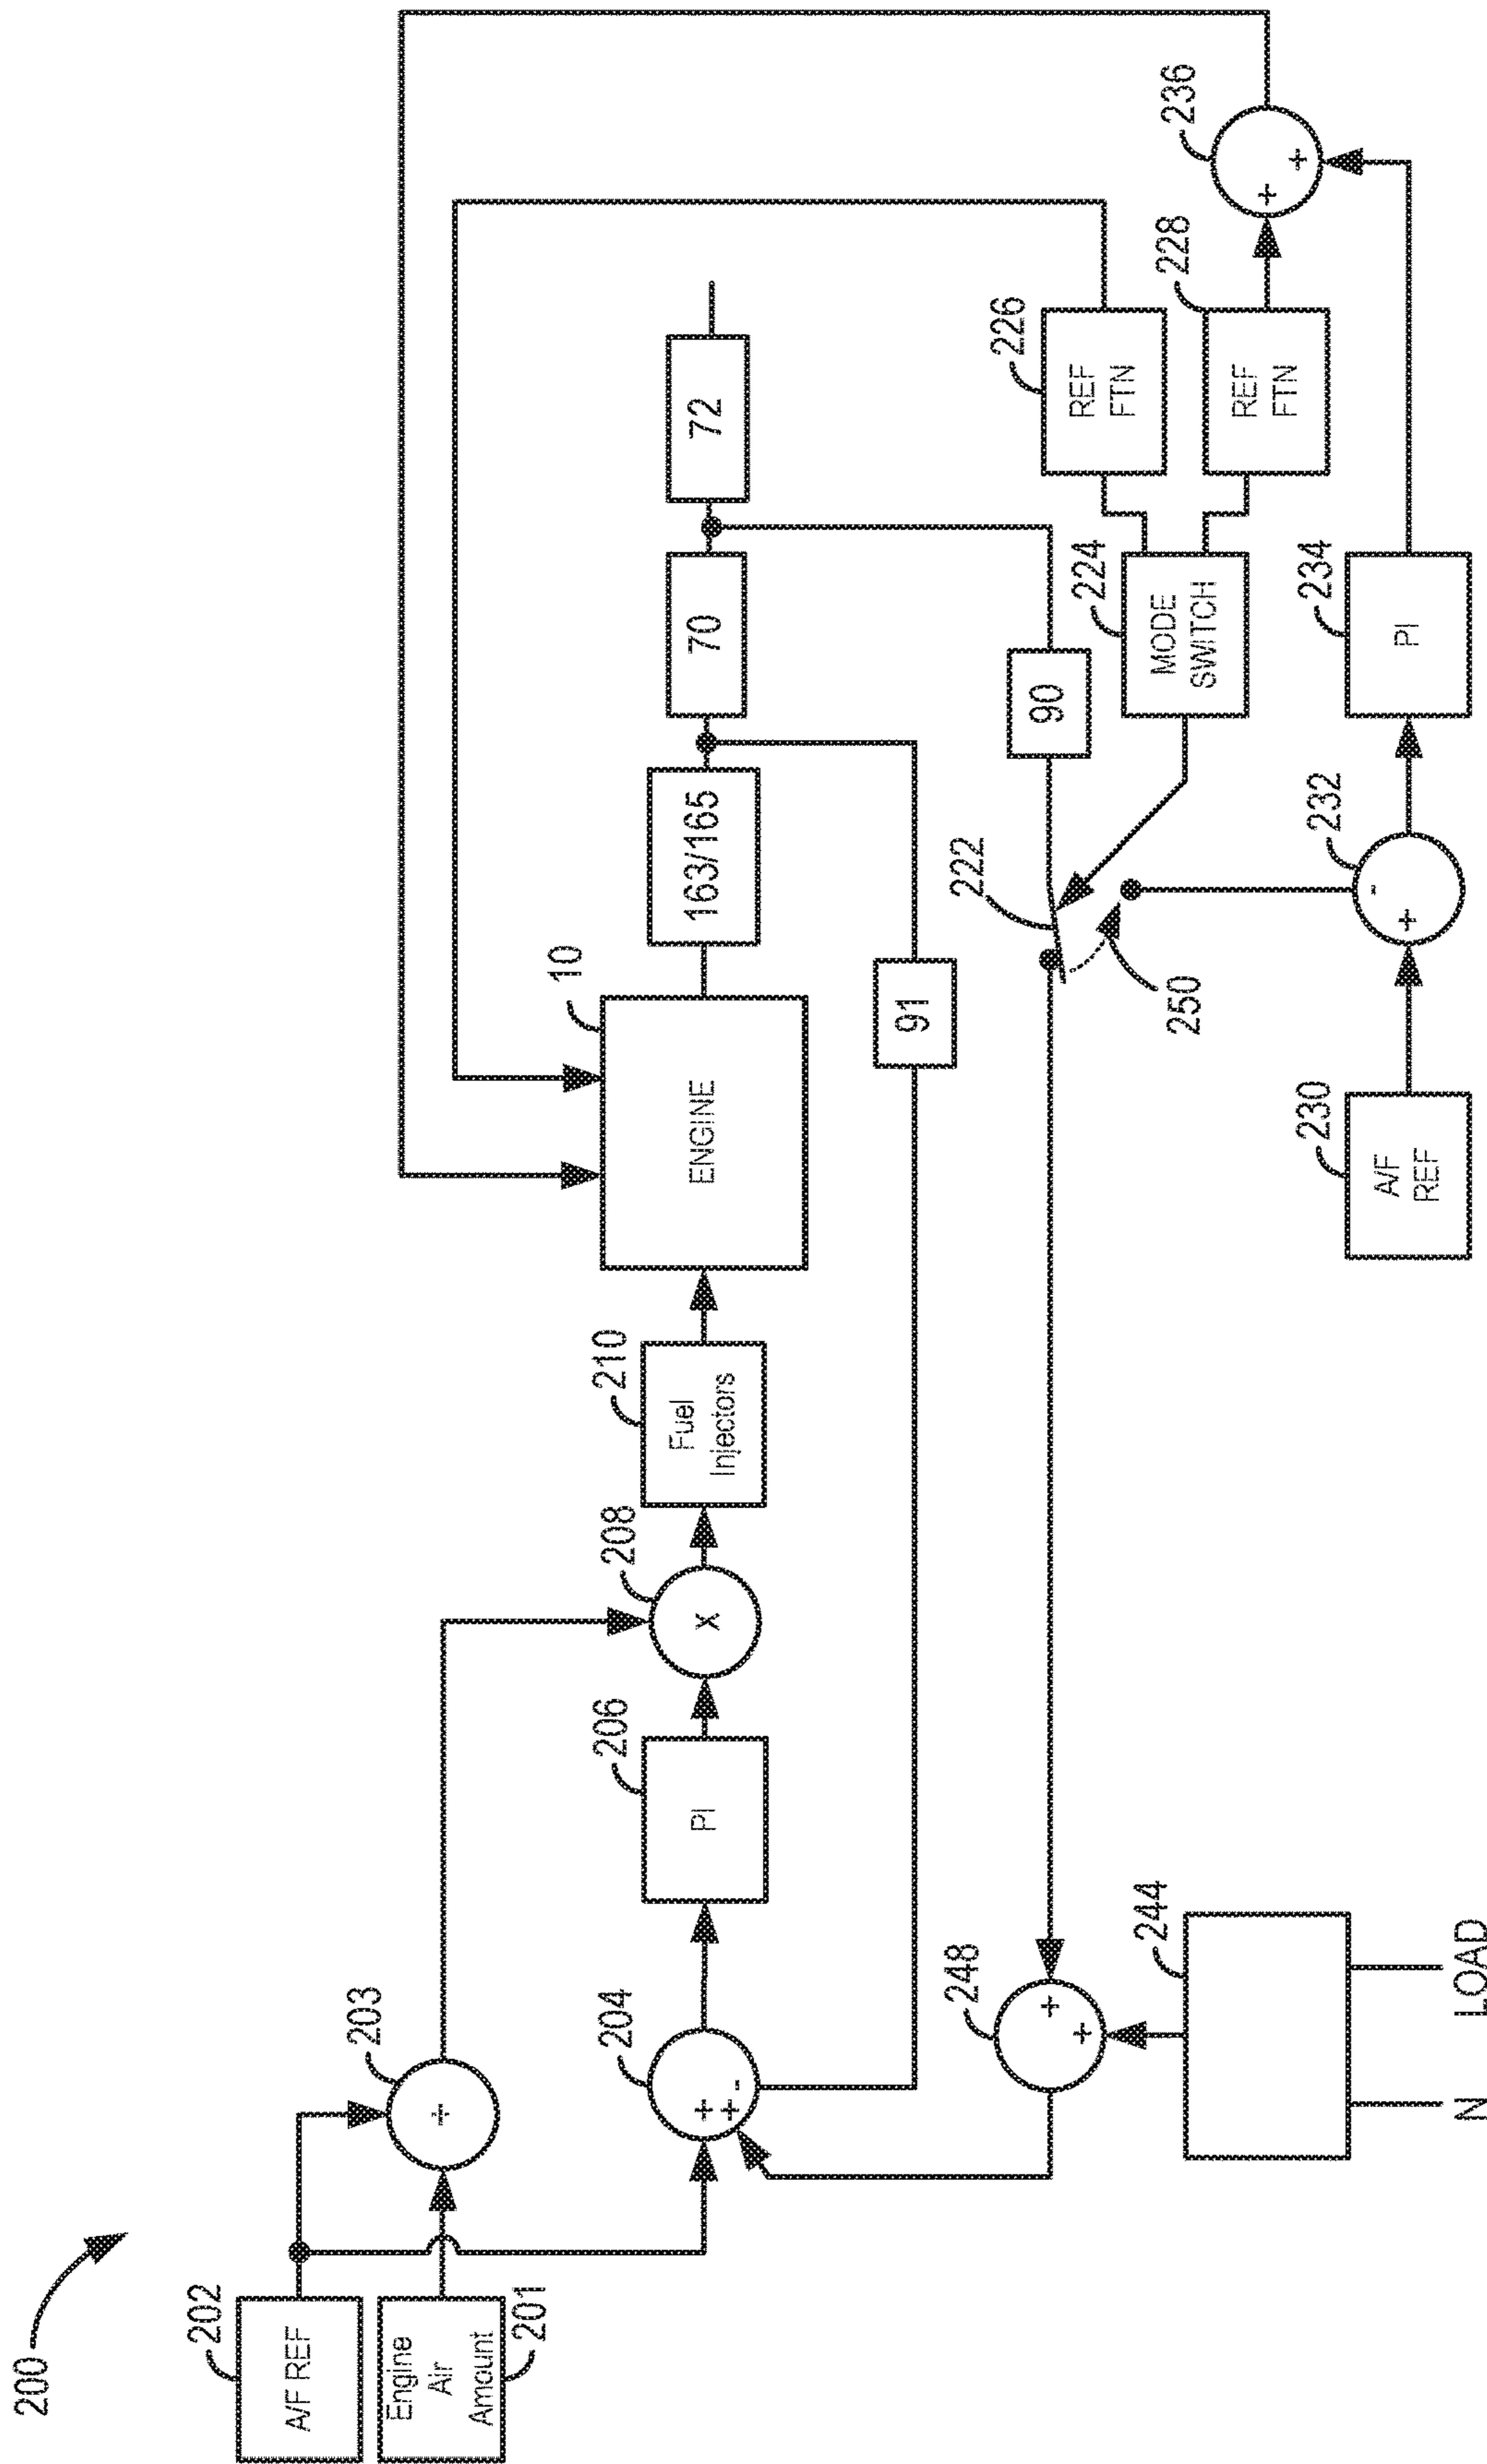 200
202
A/F REF
Engine
Air
Amount
201
203
÷
204
+
+
-
206
PI
208
x
210
Fuel
Injectors
10
ENGINE
163/165
70
72
91
90
222
250
224
MODE
SWITCH
226
REF
FTN
228
REF
FTN
236
+
+
230
A/F
REF
232
+
-
234
PI
248
+
+
244
N
LOAD